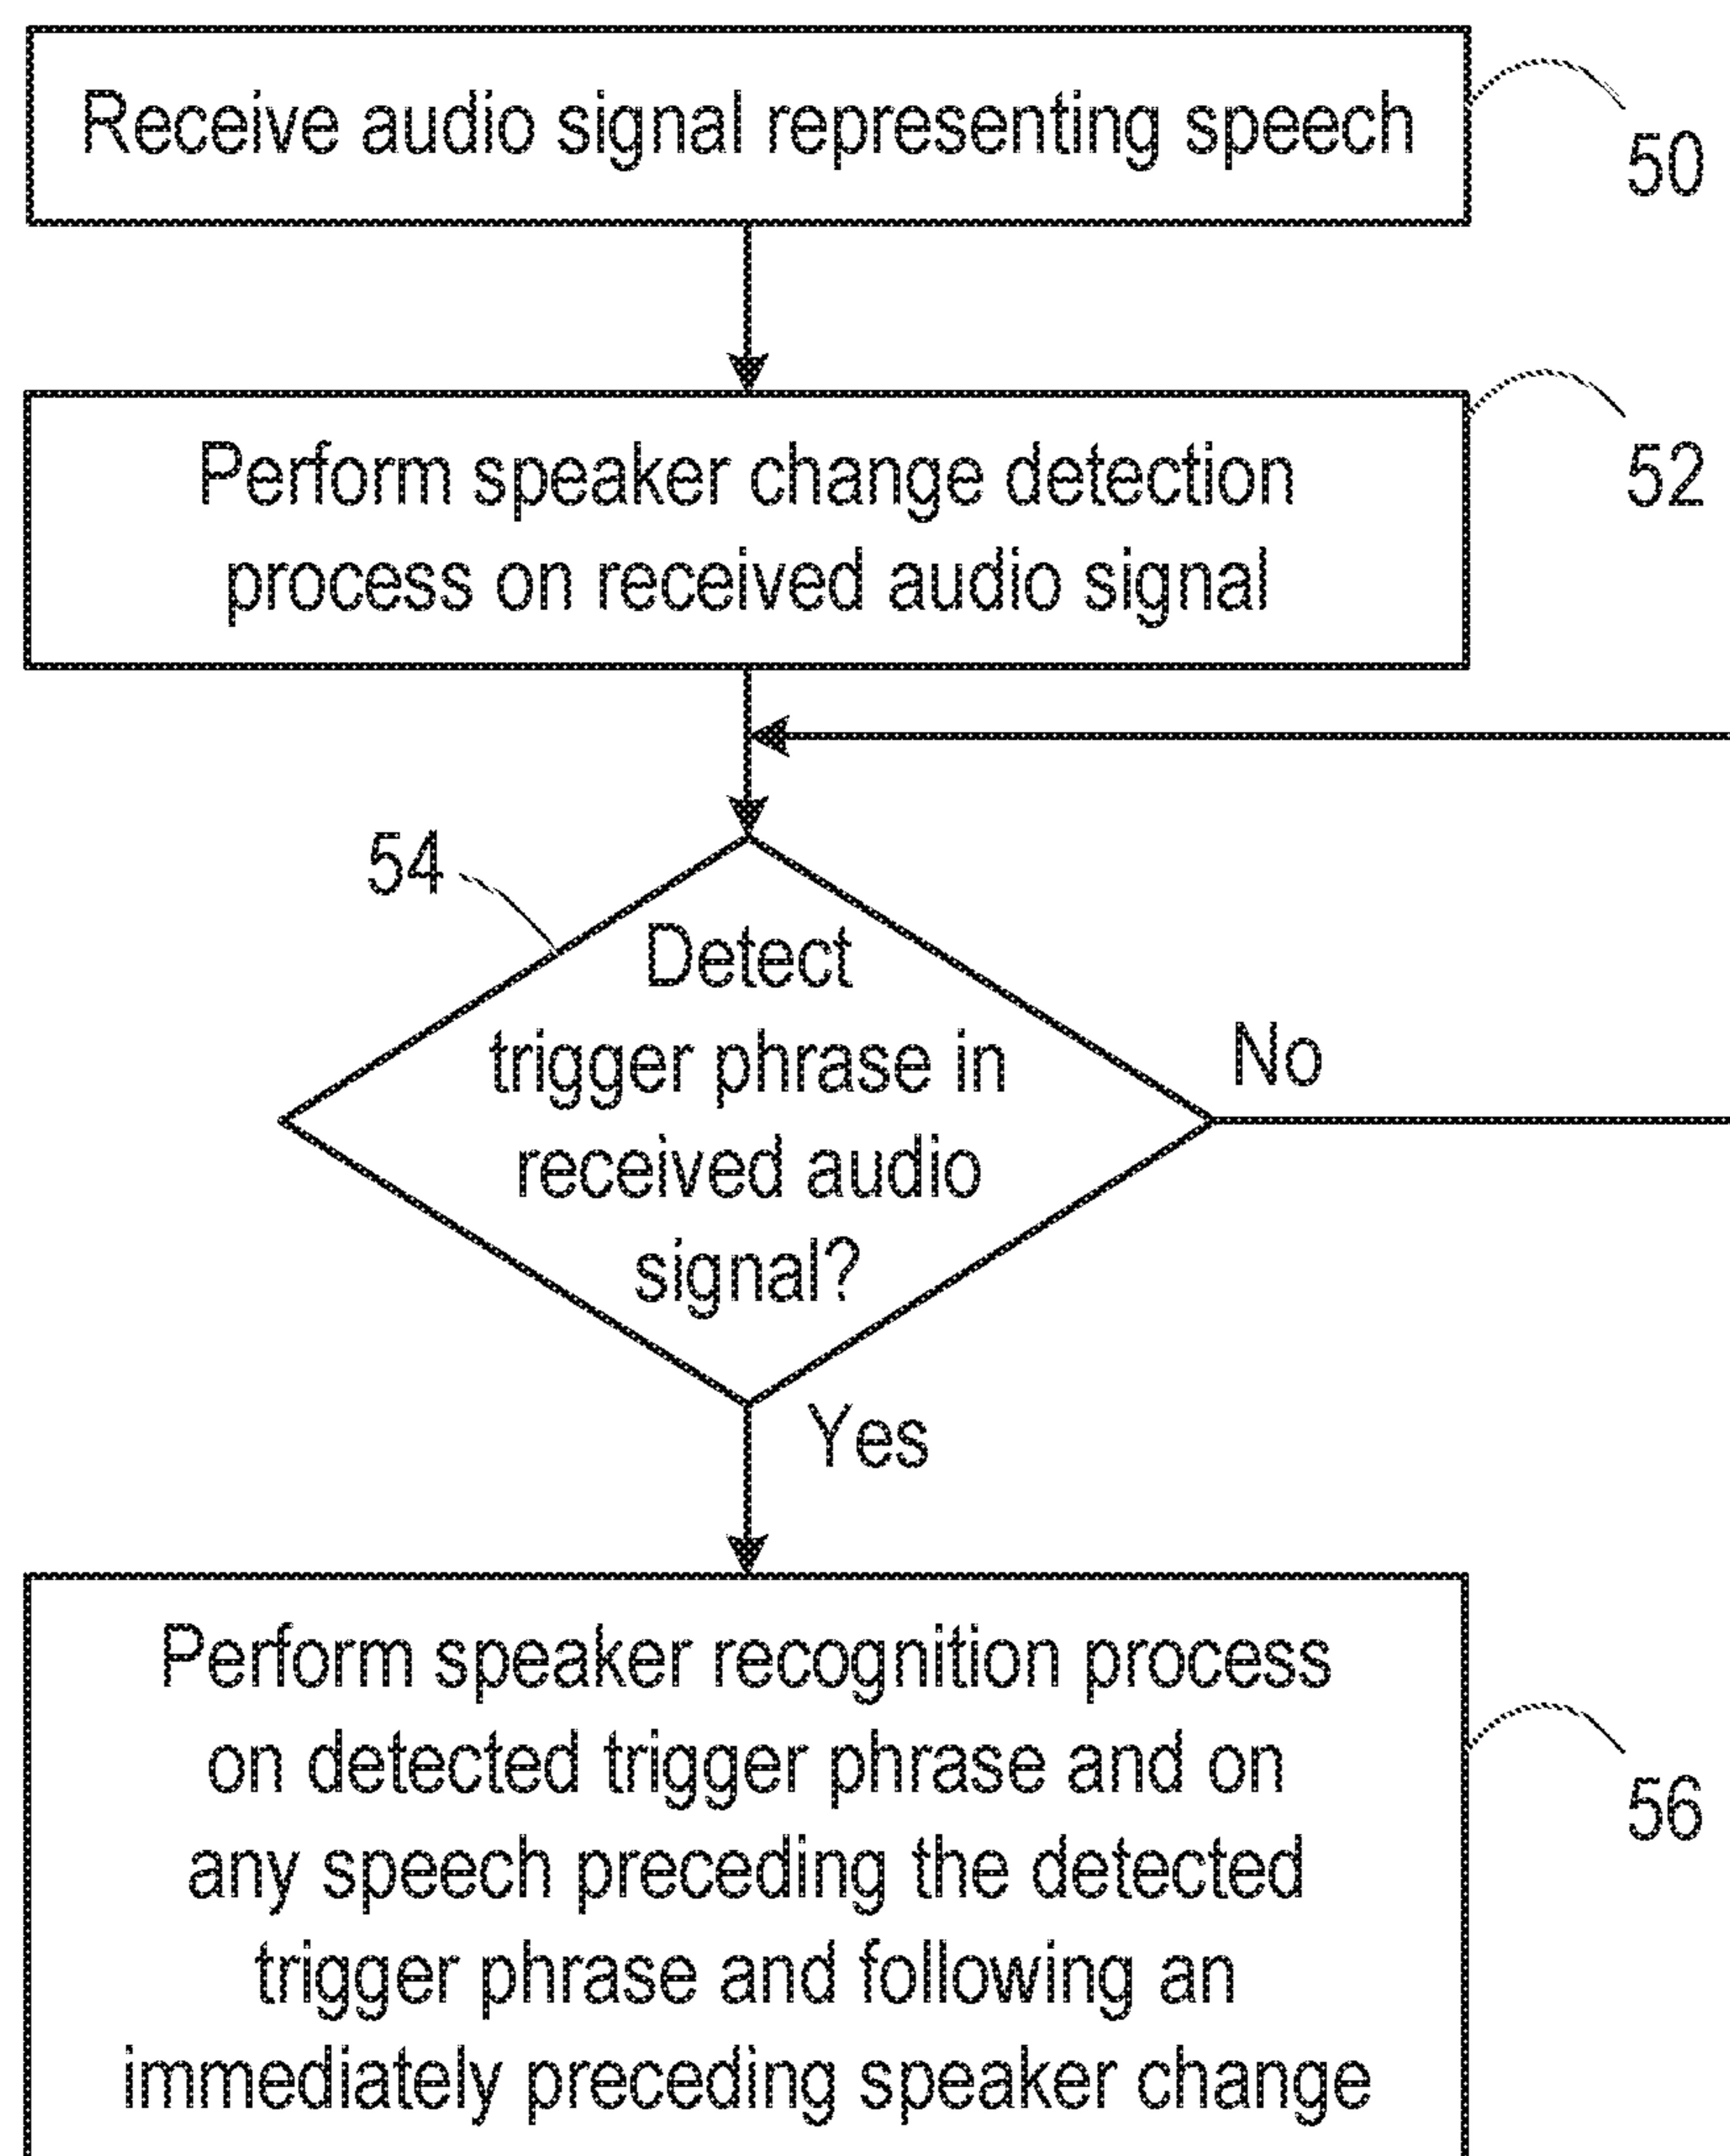 Receive audio signal representing speech
50
Perform speaker change detection
process on received audio signal
52
54
Detect
trigger phrase in
received audio
signal?
No
Yes
Perform speaker recognition process
on detected trigger phrase and on
any speech preceding the detected
trigger phrase and following an
immediately preceding speaker change
56